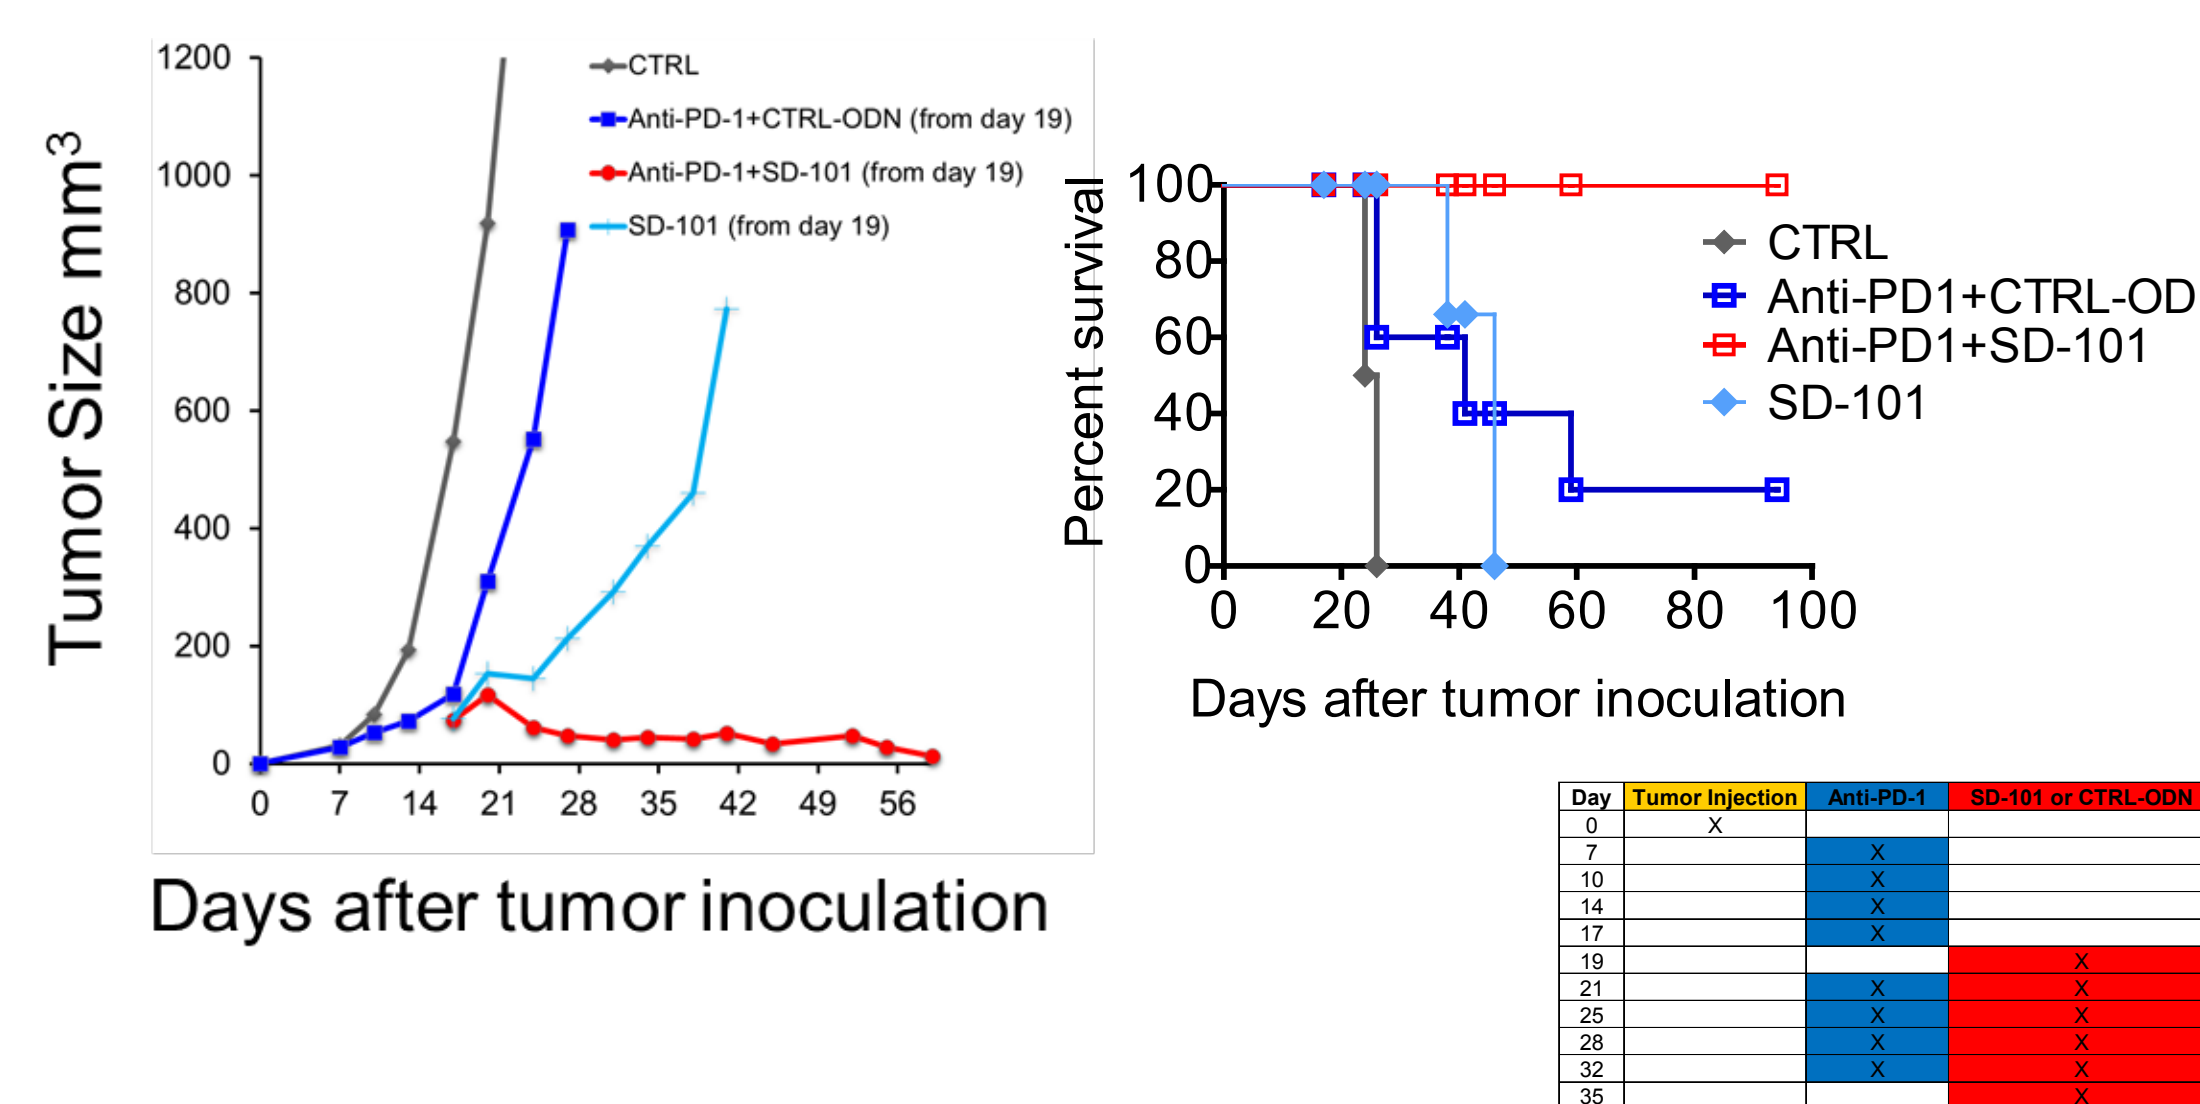 Tumor Size mm3
1200
1000
800
600
400
200
0
0 7 14 21 28 35 42 49 56
Days after tumor inoculation
CTRL
Anti-PD-1+CTRL-ODN (from day 19)
Anti-PD-1+SD-101 (from day 19)
SD-101 (from day 19)
Percent survival
100
80
60
40
20
0
0 20 40 60 80 100
Days after tumor inoculation
CTRL
Anti-PD1+CTRL-OD
Anti-PD1+SD-101
SD-101
Day Tumor Injection Anti-PD-1 SD-101 or CTRL-ODN
0 X
7 X
10 X
14 X
17 X
19 X
21 X X
25 X X
28 X X
32 X X
35 X